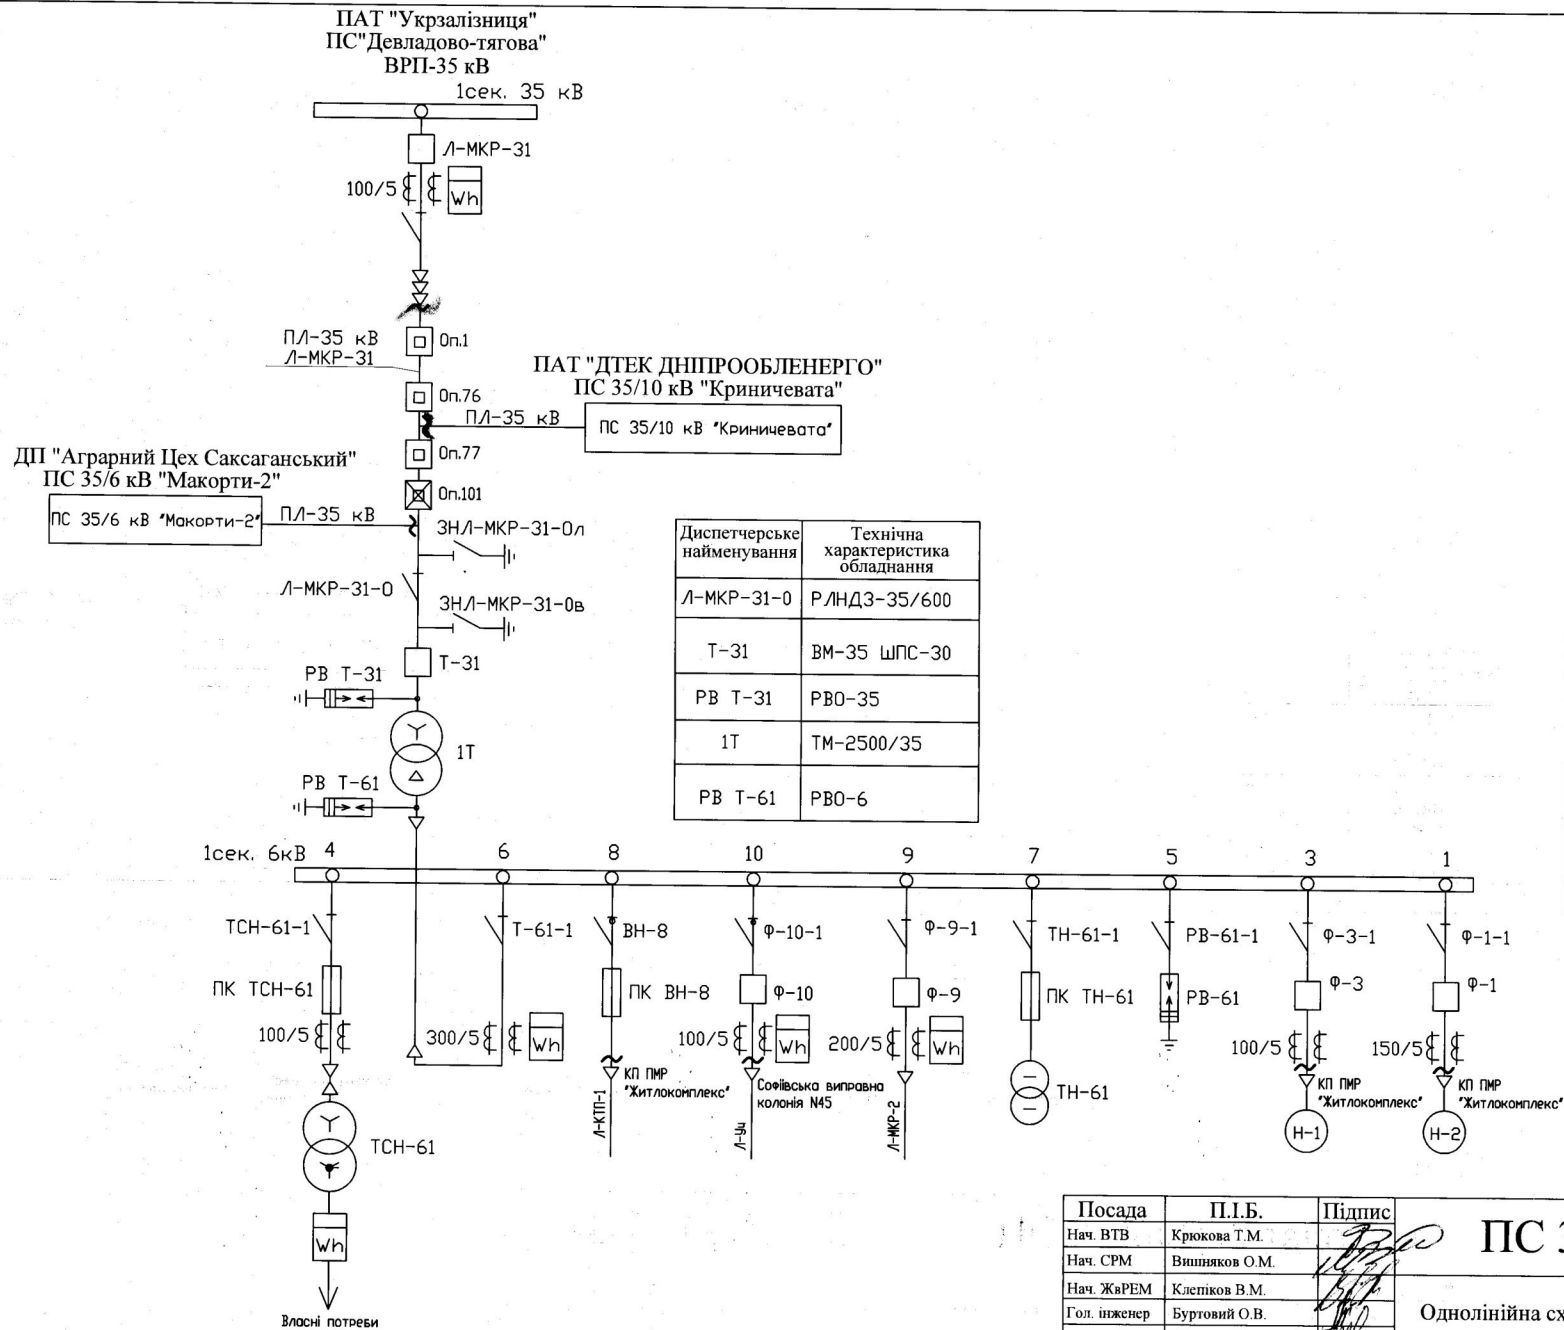 ПАТ "Укрзалізниця"
ПС"Девладово-тягова"
ВРП-35 кВ
1сек. 35 кВ
Л-МКР-31
100/5
Wh
ПЛ-35 кВ
Л-МКР-31
Оп.1
Оп.76
ПАТ "ДТЕК ДНІПРООБЛЕНЕРГО"
ПС 35/10 кВ "Криничевата"
ПЛ-35 кВ
ПС 35/10 кВ "Криничевата"
Оп.77
ДП "Аграрний Цех Саксаганський"
ПС 35/6 кВ "Макорти-2"
Оп.101
ПС 35/6 кВ "Макорти-2"
ПЛ-35 кВ
ЗНЛ-МКР-31-0л
Л-МКР-31-0
ЗНЛ-МКР-31-0в
Т-31
РВ Т-31
1Т
РВ Т-61
Диспетчерське найменування
Технічна характеристика обладнання
Л-МКР-31-0 РЛНДЗ-35/600
Т-31 ВМ-35 ШПС-30
РВ Т-31 РВО-35
1Т ТМ-2500/35
РВ Т-61 РВО-6
1сек. 6кВ 4 6 8 10 9 7 5 3 1
ТСН-61-1 Т-61-1 ВН-8 Ф-10-1 Ф-9-1 ТН-61-1 РВ-61-1 Ф-3-1 Ф-1-1
ПК ТСН-61 ПК ВН-8 Ф-10 Ф-9 ПК ТН-61 РВ-61 Ф-3 Ф-1
100/5 300/5 Wh 100/5 Wh 200/5 Wh 100/5 150/5
КП ПМР
"Житлокомплекс"
Л-КТП-1
Софіївська виправна
колонія N45
Л-Уч
Л-МКР-2
ТН-61
КП ПМР
"Житлокомплекс"
Н-1
КП ПМР
"Житлокомплекс"
Н-2
ТСН-61
Wh
Власні потреби
Посада П.І.Б. Підпис
Нач. ВТВ Крюкова Т.М.
Нач. СРМ Вишняков О.М.
Нач. ЖвРЕМ Клепіков В.М.
Гол. інженер Буртовий О.В.
ПС 3
Однолінійна сх